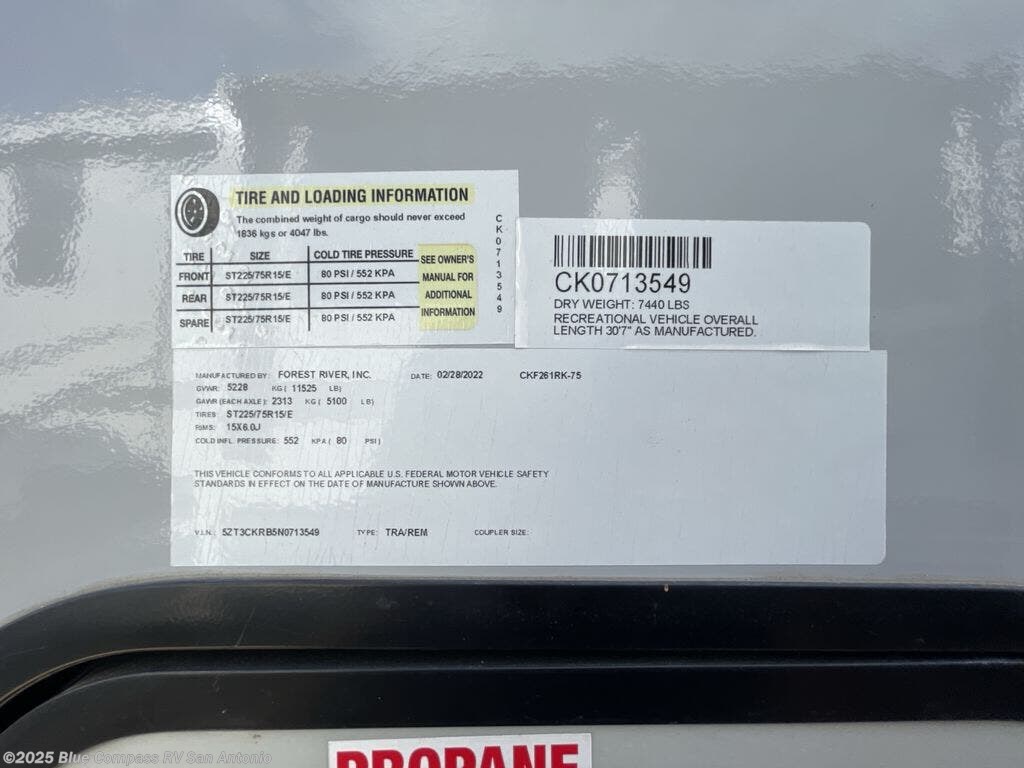 TIRE AND LOADING INFORMATION
The combined weight of cargo should never exceed
1836 kgs or 4047 lbs.
TIRE SIZE COLD TIRE PRESSURE
FRONT ST225/75R15/E 80 PSI / 552 KPA
REAR ST225/75R15/E 80 PSI / 552 KPA
SPARE ST225/75R15/E 80 PSI / 552 KPA
SEE OWNER'S
MANUAL FOR
ADDITIONAL
INFORMATION
CK0713549
CK0713549
DRY WEIGHT: 7440 LBS
RECREATIONAL VEHICLE OVERALL
LENGTH 30'7" AS MANUFACTURED.
MANUFACTURED BY: FOREST RIVER, INC. DATE: 02/28/2022 CKF261RK-75
GVWR: 5228 KG ( 11525 LB)
GAWR (EACH AXLE): 2313 KG ( 5100 LB)
TIRES: ST225/75R15/E
RIMS: 15X6.0J
COLD INFL. PRESSURE: 552 KPA ( 80 PSI)
THIS VEHICLE CONFORMS TO ALL APPLICABLE U.S. FEDERAL MOTOR VEHICLE SAFETY
STANDARDS IN EFFECT ON THE DATE OF MANUFACTURE SHOWN ABOVE.
V.I.N.: 5ZT3CKRB5N0713549 TYPE: TRA/REM COUPLER SIZE:
PROPANE
©2025 Blue Compass RV San Antonio